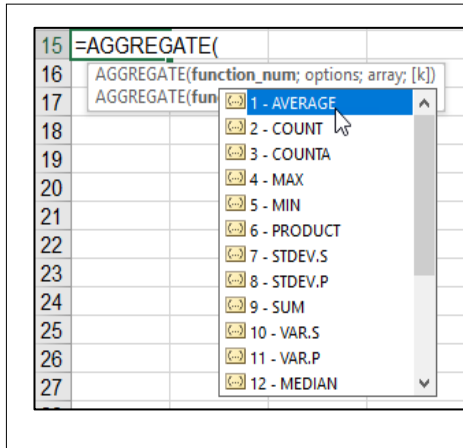 15 =AGGREGATE(
16 AGGREGATE(function_num; options; array; [k])
17 AGGREGATE(fun
1 - AVERAGE
18 2 - COUNT
19 3 - COUNTA
20 4 - MAX
21 5 - MIN
22 6 - PRODUCT
23 7 - STDEV.S
24 8 - STDEV.P
9 - SUM
25 10 - VAR.S
26 11 - VAR.P
27 12 - MEDIAN